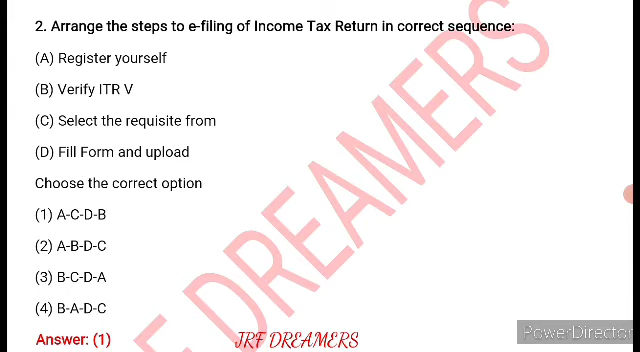 2. Arrange the steps to e-filing of Income Tax Return in correct sequence:
(A) Register yourself
(B) Verify ITR V
(C) Select the requisite from
(D) Fill Form and upload
Choose the correct option
(1) A-C-D-B
(2) A-B-D-C
(3) B-C-D-A
(4) B-A-D-C
Answer: (1)
JRF DREAMERS
F DREAMERS
PowerDirector